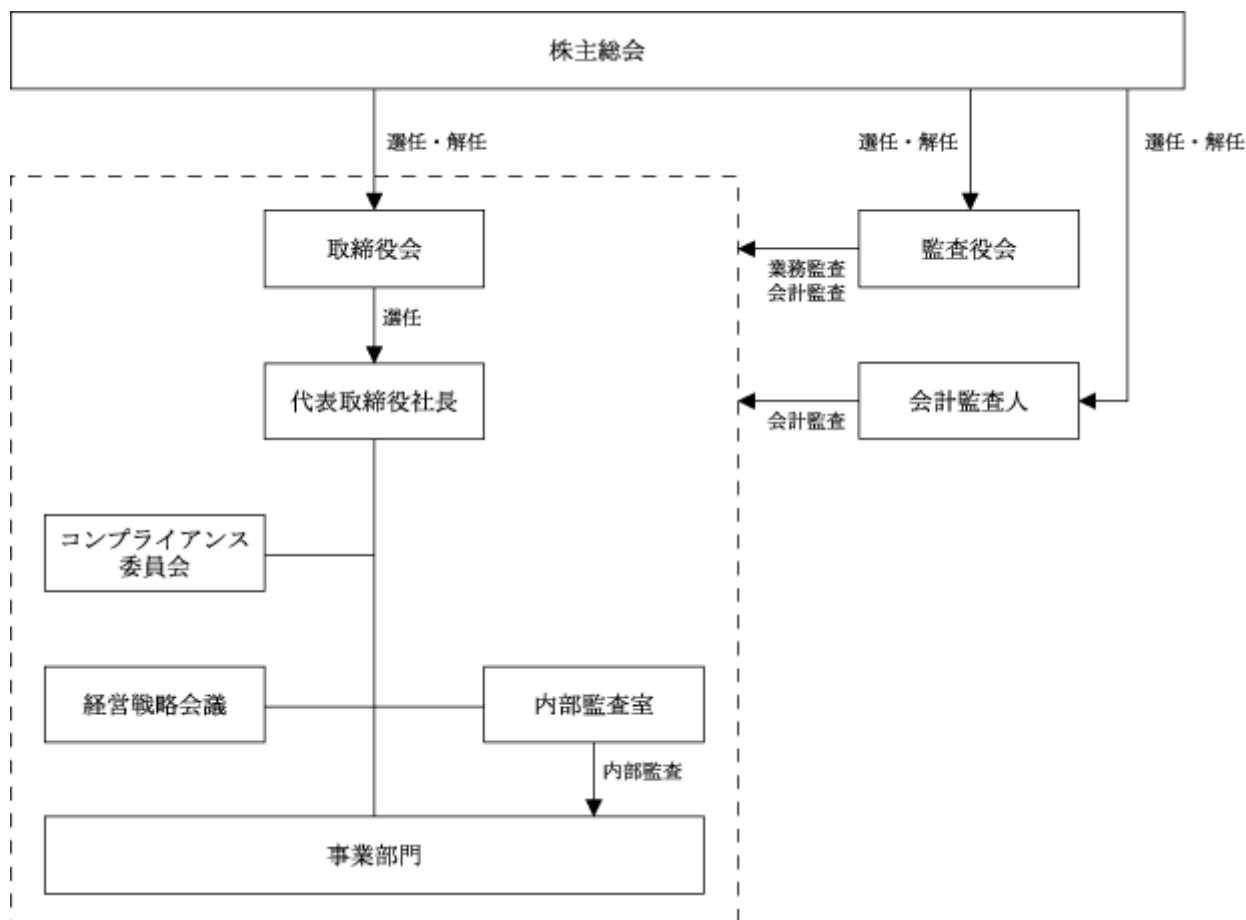 株主総会
選任・解任
選任・解任
選任・解任
取締役会
監査役会
業務監査
会計監査
選任
代表取締役社長
会計監査人
会計監査
コンプライアンス
委員会
経営戦略会議
内部監査室
内部監査
事業部門